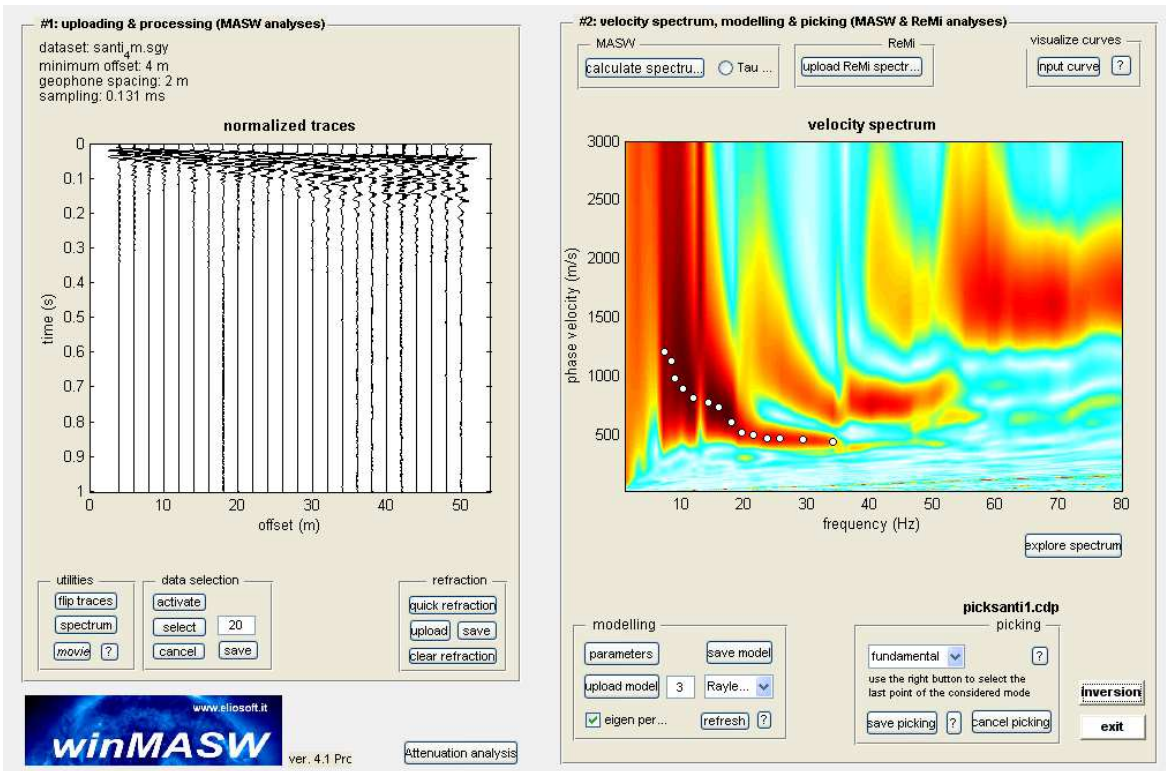 #1: uploading & processing (MASW analyses)
dataset: santi4m.sgy
minimum offset: 4 m
geophone spacing: 2 m
sampling: 0.131 ms
normalized traces
0
0.1
0.2
0.3
0.4
0.5
0.6
0.7
0.8
0.9
1
time (s)
0 10 20 30 40 50
offset (m)
utilities
flip traces
spectrum
movie ?
data selection
activate
select 20
cancel save
refraction
quick refraction
upload save
clear refraction
www.eliosoft.it
winMASW
ver. 4.1 Prc
Attenuation analysis
#2: velocity spectrum, modelling & picking (MASW & ReMi analyses)
MASW
calculate spectru... Tau ...
ReMi
upload ReMi spectr...
visualize curves
input curve ?
velocity spectrum
3000
2500
2000
1500
1000
500
phase velocity (m/s)
10 20 30 40 50 60 70 80
frequency (Hz)
explore spectrum
modelling
parameters save model
upload model 3 Rayle...
eigen per... refresh ?
picksanti1.cdp
picking
fundamental ?
use the right button to select the
last point of the considered mode
save picking ? cancel picking
inversion
exit